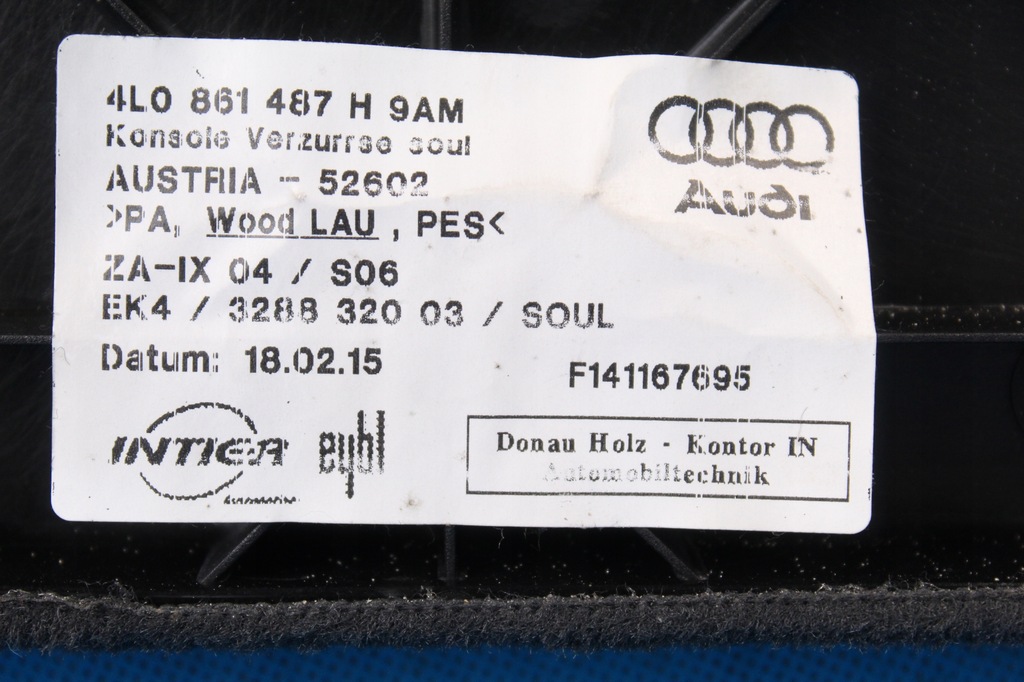 4L0 861 487 H 9AM
Konsole Verzurrse soul
AUSTRIA - 52602
>PA, Wood LAU , PES<
ZA-IX 04 / S06
EK4 / 3288 320 03 / SOUL
Datum: 18.02.15
F141167695
Audi
INTIER
eybl
Donau Holz - Kontor IN
Automobiltechnik